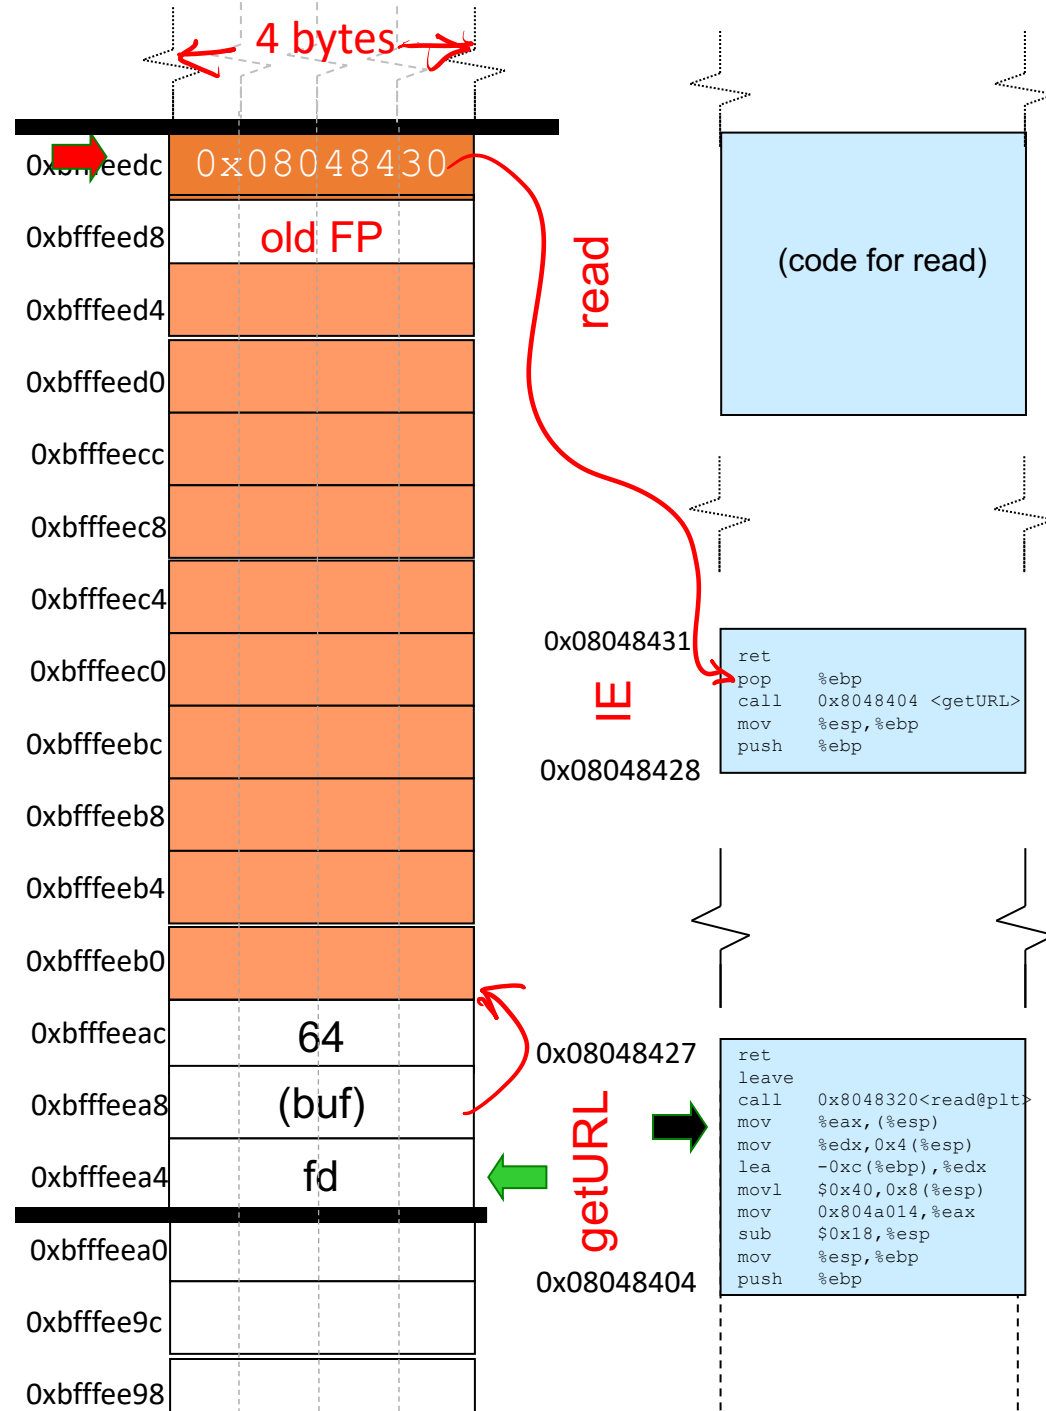 4 bytes
0xbfffeedc
0x08048430
0xbfffeed8
old FP
0xbfffeed4
0xbfffeed0
0xbfffeecc
0xbfffeec8
0xbfffeec4
0xbfffeec0
0xbfffeebc
0xbfffeeb8
0xbfffeeb4
0xbfffeeb0
0xbfffeeac
64
0xbfffeea8
(buf)
0xbfffeea4
fd
0xbfffeea0
0xbfffee9c
0xbfffee98
read
(code for read)
0x08048431
IE
0x08048428
ret
pop %ebp
call 0x8048404 <getURL>
mov %esp,%ebp
push %ebp
0x08048427
getURL
0x08048404
ret
leave
call 0x8048320<read@plt>
mov %eax,(%esp)
mov %edx,0x4(%esp)
lea -0xc(%ebp),%edx
movl $0x40,0x8(%esp)
mov 0x804a014,%eax
sub $0x18,%esp
mov %esp,%ebp
push %ebp